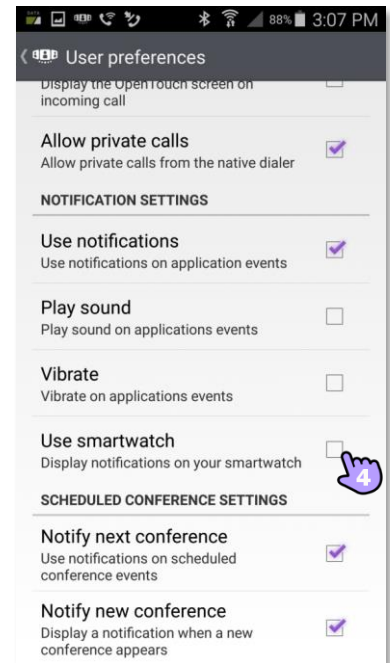 88% 3:07 PM
User preferences
Display the OpenTouch screen on
incoming call
Allow private calls
Allow private calls from the native dialer
NOTIFICATION SETTINGS
Use notifications
Use notifications on application events
Play sound
Play sound on applications events
Vibrate
Vibrate on applications events
Use smartwatch
Display notifications on your smartwatch
4
SCHEDULED CONFERENCE SETTINGS
Notify next conference
Use notifications on scheduled
conference events
Notify new conference
Display a notification when a new
conference appears